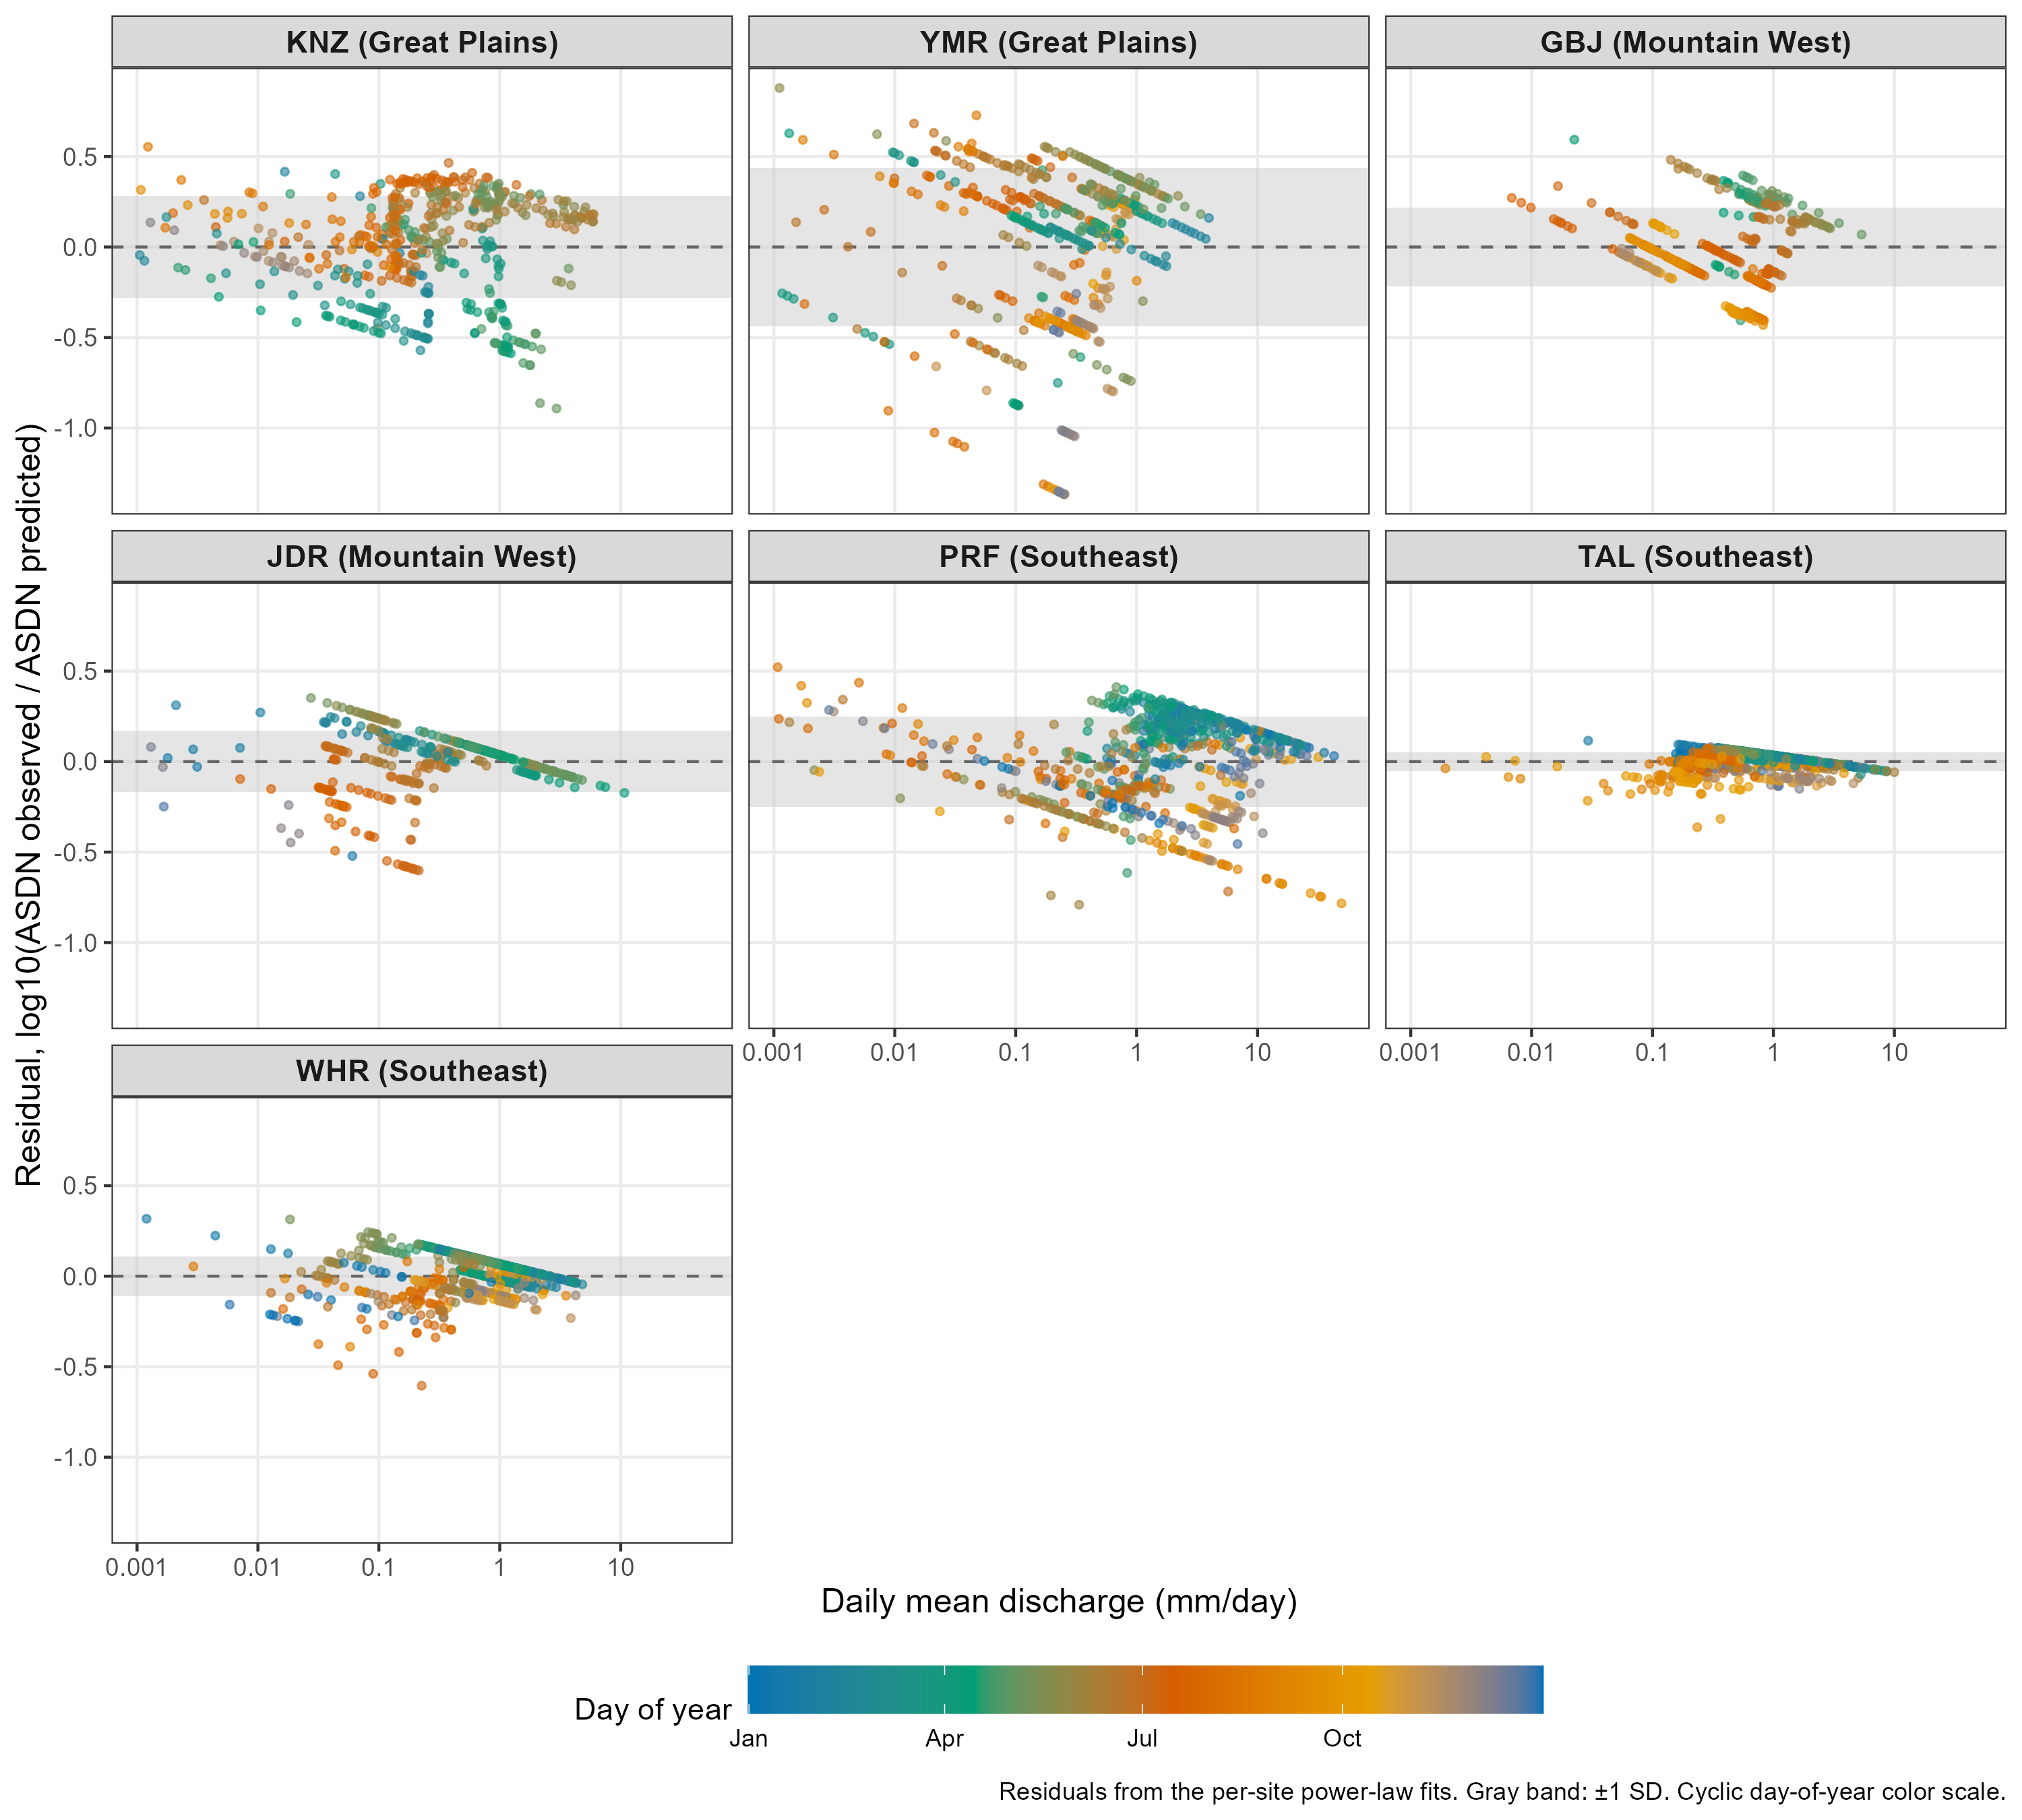 KNZ (Great Plains)
YMR (Great Plains)
GBJ (Mountain West)
0.5
0.0
-0.5
-1.0
JDR (Mountain West)
PRF (Southeast)
TAL (Southeast)
0.5
0.0
-0.5
-1.0
0.001 0.01 0.1 1 10
0.001 0.01 0.1 1 10
WHR (Southeast)
0.5
0.0
-0.5
-1.0
0.001 0.01 0.1 1 10
Residual, log10(ASDN observed / ASDN predicted)
Daily mean discharge (mm/day)
Day of year
Jan Apr Jul Oct
Residuals from the per-site power-law fits. Gray band: ±1 SD. Cyclic day-of-year color scale.